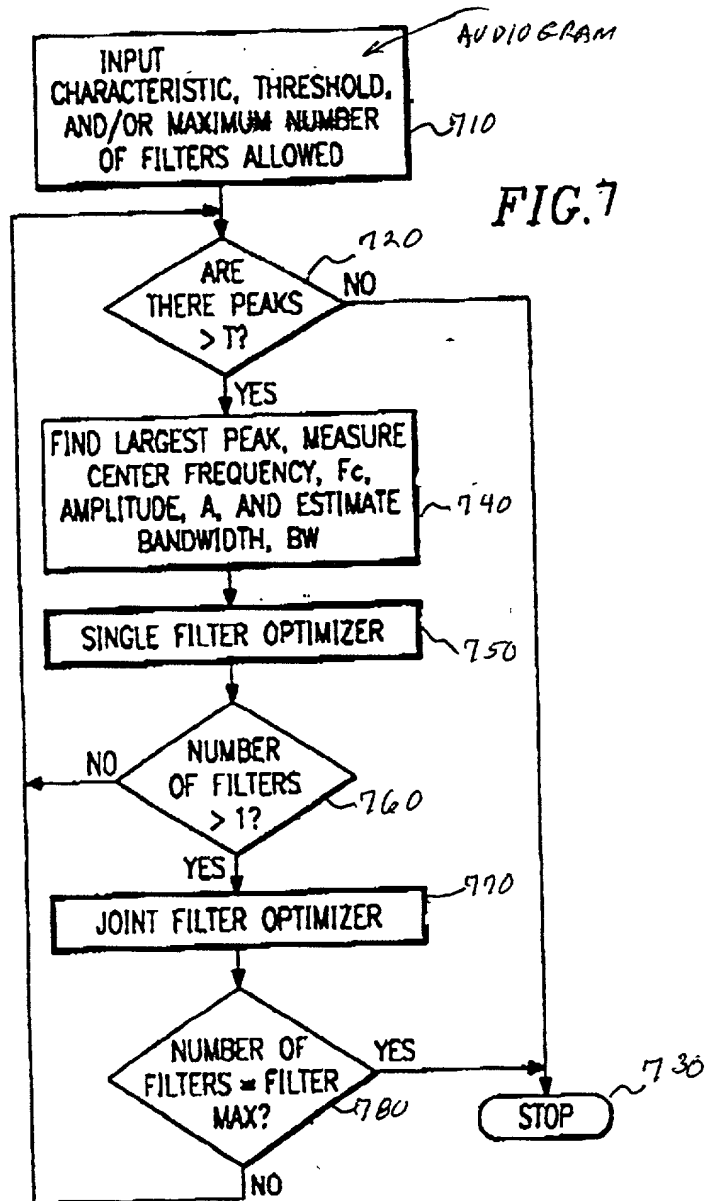 AUDIOGRAM
INPUT
CHARACTERISTIC, THRESHOLD,
AND/OR MAXIMUM NUMBER
OF FILTERS ALLOWED
710
FIG.7
720
ARE
THERE PEAKS
> T?
NO
YES
FIND LARGEST PEAK, MEASURE
CENTER FREQUENCY, Fc,
AMPLITUDE, A, AND ESTIMATE
BANDWIDTH, BW
740
SINGLE FILTER OPTIMIZER
750
NO
NUMBER
OF FILTERS
> 1?
760
YES
770
JOINT FILTER OPTIMIZER
NUMBER OF
FILTERS = FILTER
MAX?
YES
780
730
STOP
NO